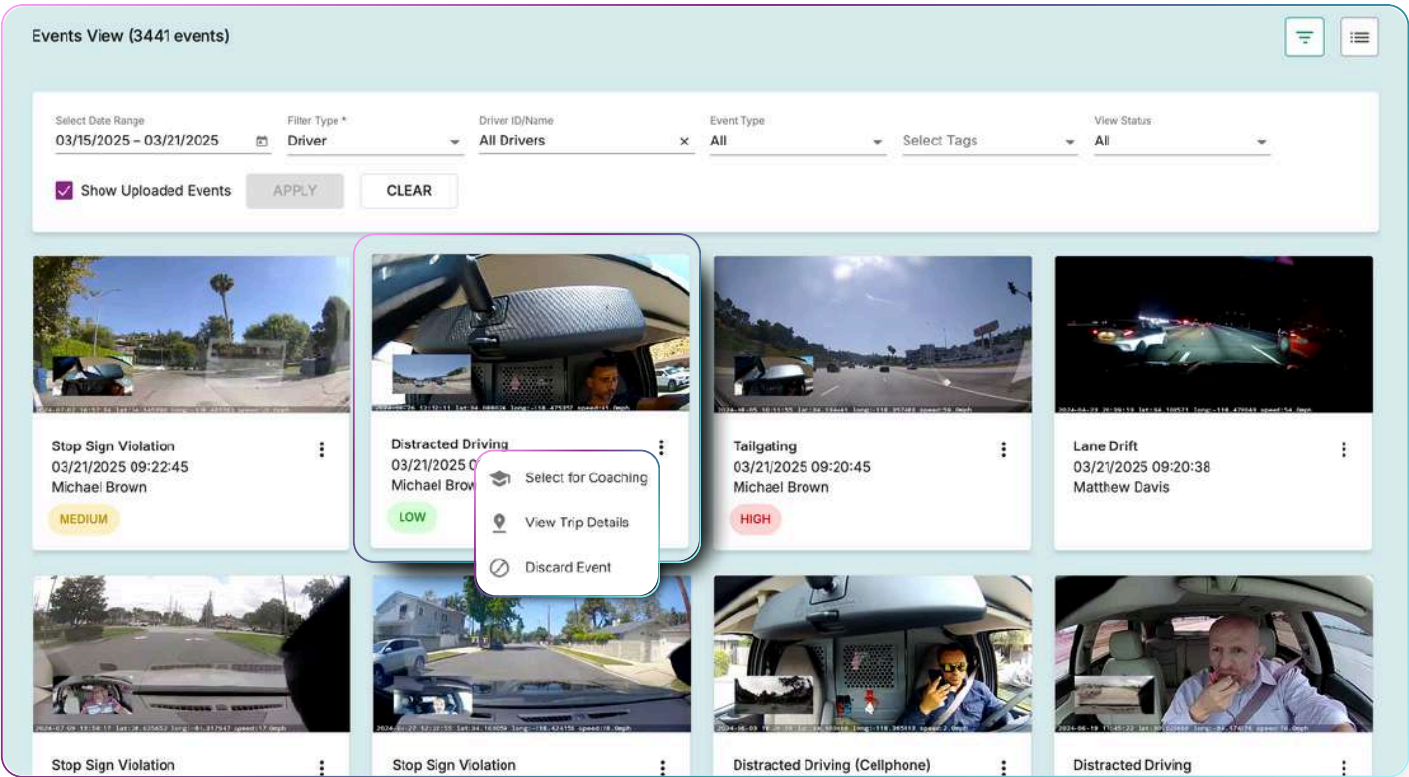 Events View (3441 events)
Select Date Range
03/15/2025 – 03/21/2025
Filter Type *
Driver
Driver ID/Name
All Drivers
Event Type
All
Select Tags
View Status
All
Show Uploaded Events
APPLY
CLEAR
Stop Sign Violation
03/21/2025 09:22:45
Michael Brown
MEDIUM
Distracted Driving
03/21/2025
Michael
LOW
Select for Coaching
View Trip Details
Discard Event
Tailgating
03/21/2025 09:20:45
Michael Brown
HIGH
Lane Drift
03/21/2025 09:20:38
Matthew Davis
Stop Sign Violation
Stop Sign Violation
Distracted Driving (Cellphone)
Distracted Driving